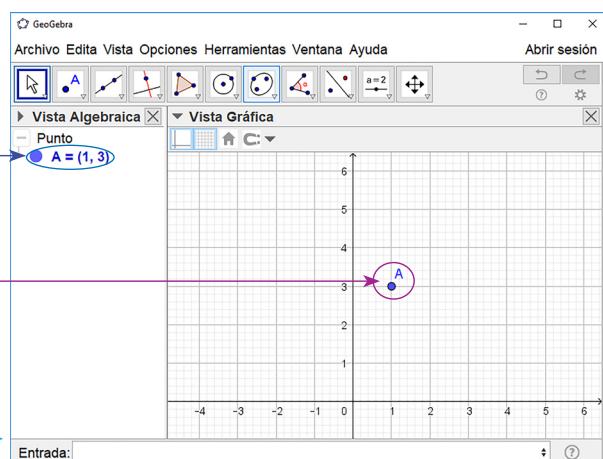 GeoGebra
Archivo Edita Vista Opciones Herramientas Ventana Ayuda Abrir sesión
A a=2
Vista Algebraica Vista Gráfica
Punto
A = (1, 3)
6
5
4
A
3
2
1
-4 -3 -2 -1 0 1 2 3 4 5 6
Entrada: